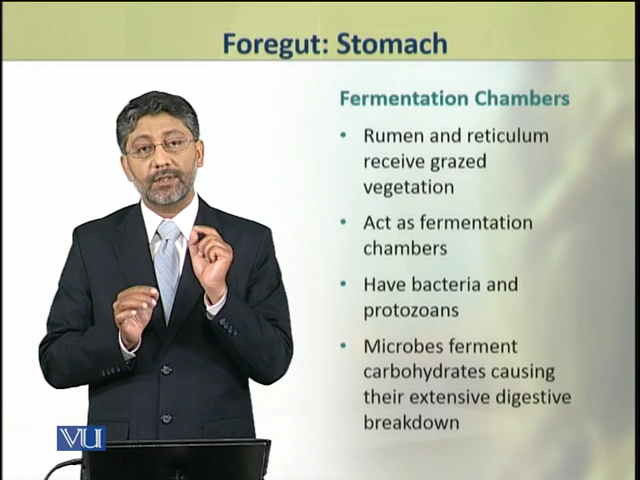 Foregut: Stomach
Fermentation Chambers
• Rumen and reticulum
receive grazed
vegetation
• Act as fermentation
chambers
• Have bacteria and
protozoans
• Microbes ferment
carbohydrates causing
their extensive digestive
breakdown
VU